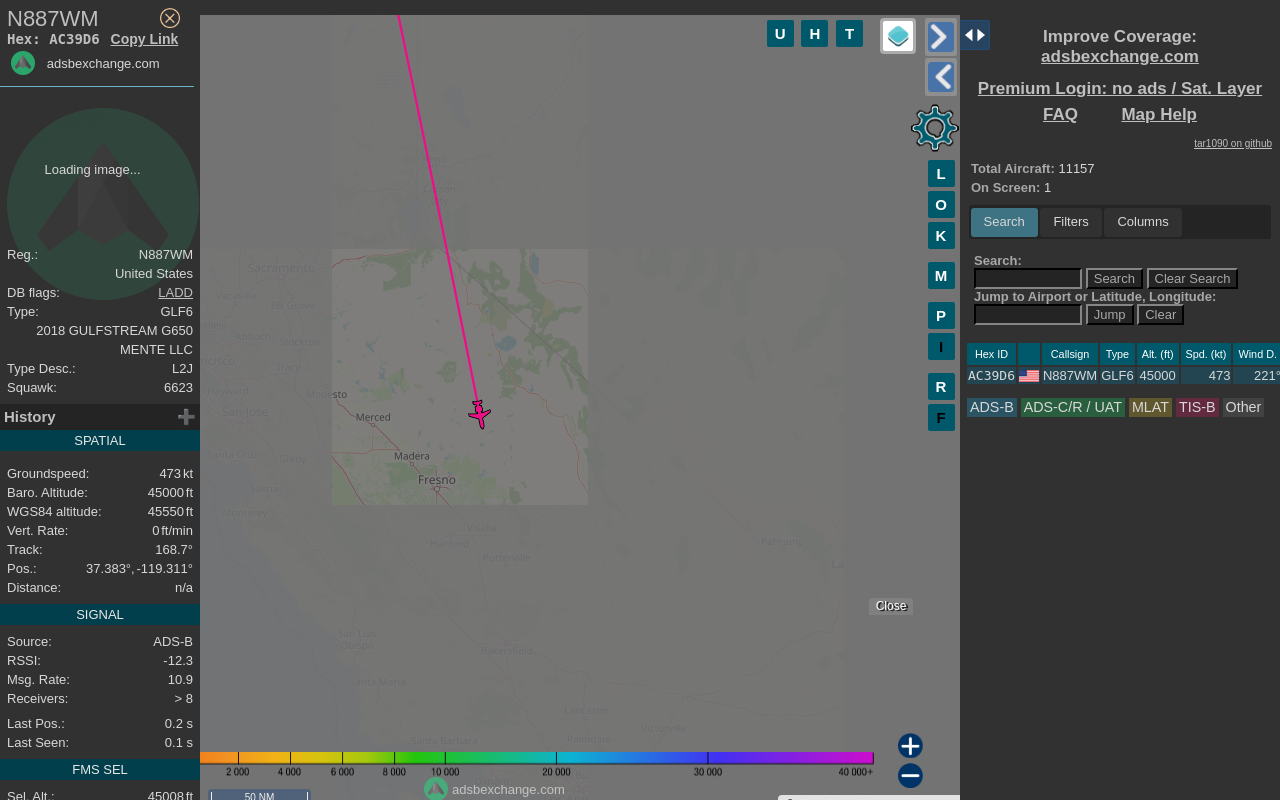 N887WM
Hex: AC39D6 Copy Link
adsbexchange.com
Loading image...
Reg.: N887WM
United States
DB flags: LADD
Type: GLF6
2018 GULFSTREAM G650
MENTE LLC
Type Desc.: L2J
Squawk: 6623
History
SPATIAL
Groundspeed: 473 kt
Baro. Altitude: 45000 ft
WGS84 altitude: 45550 ft
Vert. Rate: 0 ft/min
Track: 168.7°
Pos.: 37.383°, -119.311°
Distance: n/a
SIGNAL
Source: ADS-B
RSSI: -12.3
Msg. Rate: 10.9
Receivers: > 8
Last Pos.: 0.2 s
Last Seen: 0.1 s
FMS SEL
Sel. Alt.: 45008 ft
U H T
L
O
K
M
P
I
R
F
Sacramento
Modesto
Merced
Madera
Fresno
San Jose
Visalia
Porterville
Bakersfield
Santa Maria
Lancaster
Santa Barbara
Close
2 000 4 000 6 000 8 000 10 000 20 000 30 000 40 000+
adsbexchange.com
50 NM
Improve Coverage:
adsbexchange.com
Premium Login: no ads / Sat. Layer
FAQ Map Help
tar1090 on github
Total Aircraft: 11157
On Screen: 1
Search Filters Columns
Search:
Search Clear Search
Jump to Airport or Latitude, Longitude:
Jump Clear
Hex ID Callsign Type Alt. (ft) Spd. (kt) Wind D.
AC39D6 N887WM GLF6 45000 473 221°
ADS-B ADS-C/R / UAT MLAT TIS-B Other